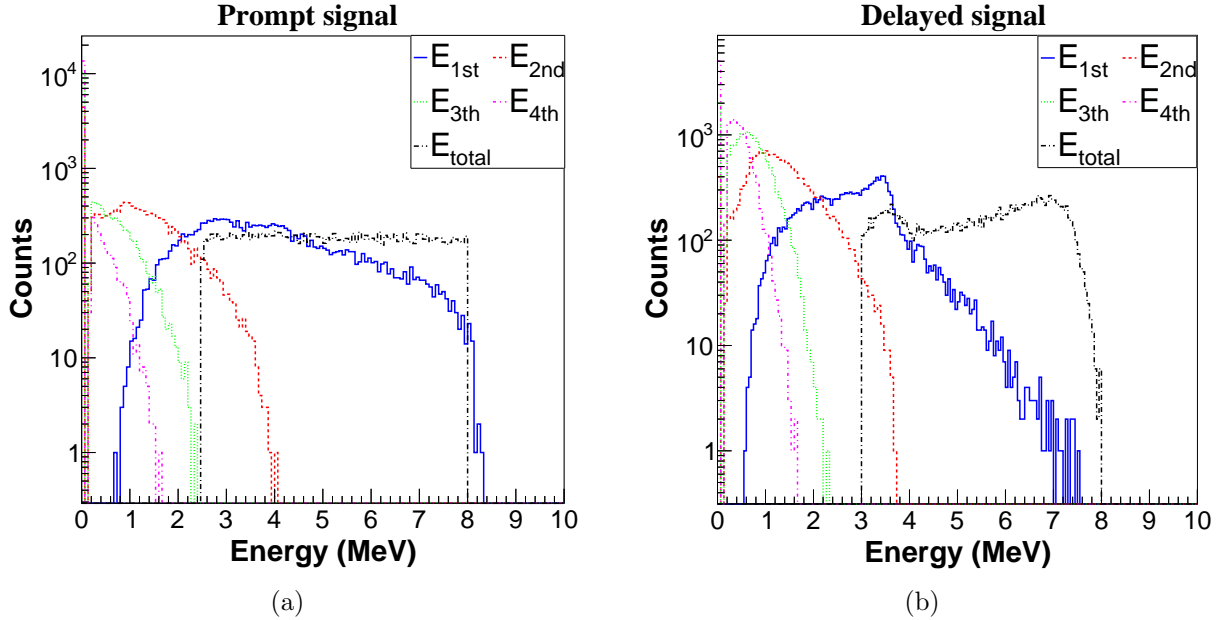 Prompt signal
E1st E2nd
E3th E4th
Etotal
10^4
10^3
10^2
10
1
Counts
0 1 2 3 4 5 6 7 8 9 10
Energy (MeV)
(a)
Delayed signal
E1st E2nd
E3th E4th
Etotal
10^3
10^2
10
1
Counts
0 1 2 3 4 5 6 7 8 9 10
Energy (MeV)
(b)